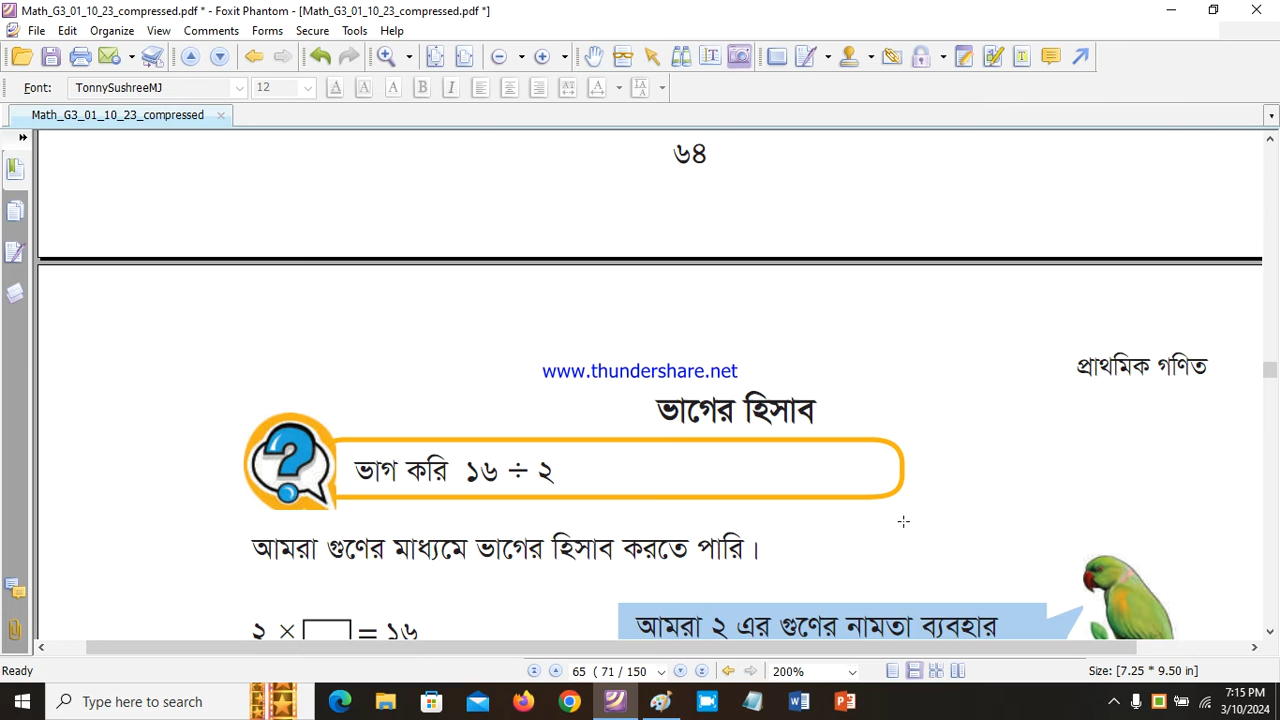 Math_G3_01_10_23_compressed.pdf * - Foxit Phantom - [Math_G3_01_10_23_compressed.pdf *]
File Edit Organize View Comments Forms Secure Tools Help
Font: TonnySushreeMJ 12
Math_G3_01_10_23_compressed
৬৪
www.thundershare.net
প্রাথমিক গণিত
ভাগের হিসাব
ভাগ করি ১৬ ÷ ২
আমরা গুণের মাধ্যমে ভাগের হিসাব করতে পারি।
২ × = ১৬
আমরা ২ এর গুণের নামতা ব্যবহার
Ready 65 (71 / 150) 200% Size: [7.25 * 9.50 in]
Type here to search
7:15 PM
3/10/2024